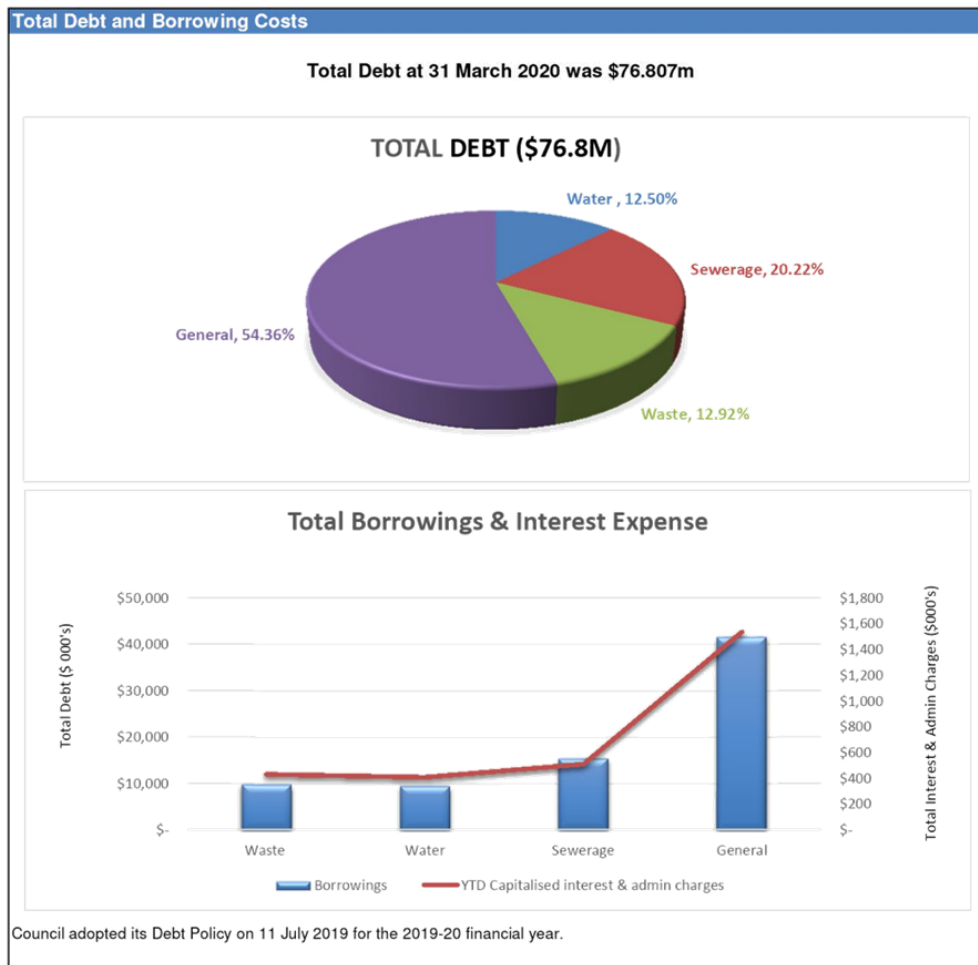 Total Debt and Borrowing Costs
Total Debt at 31 March 2020 was $76.807m
TOTAL DEBT ($76.8M)
Water , 12.50%
Sewerage, 20.22%
General, 54.36%
Waste, 12.92%
Total Borrowings & Interest Expense
Total Debt ($ 000's)
$50,000
$40,000
$30,000
$20,000
$10,000
$-
$1,800
$1,600
$1,400
$1,200
$1,000
$800
$600
$400
$200
$-
Total Interest & Admin Charges ($000's)
Waste
Water
Sewerage
General
Borrowings
YTD Capitalised interest & admin charges
Council adopted its Debt Policy on 11 July 2019 for the 2019-20 financial year.